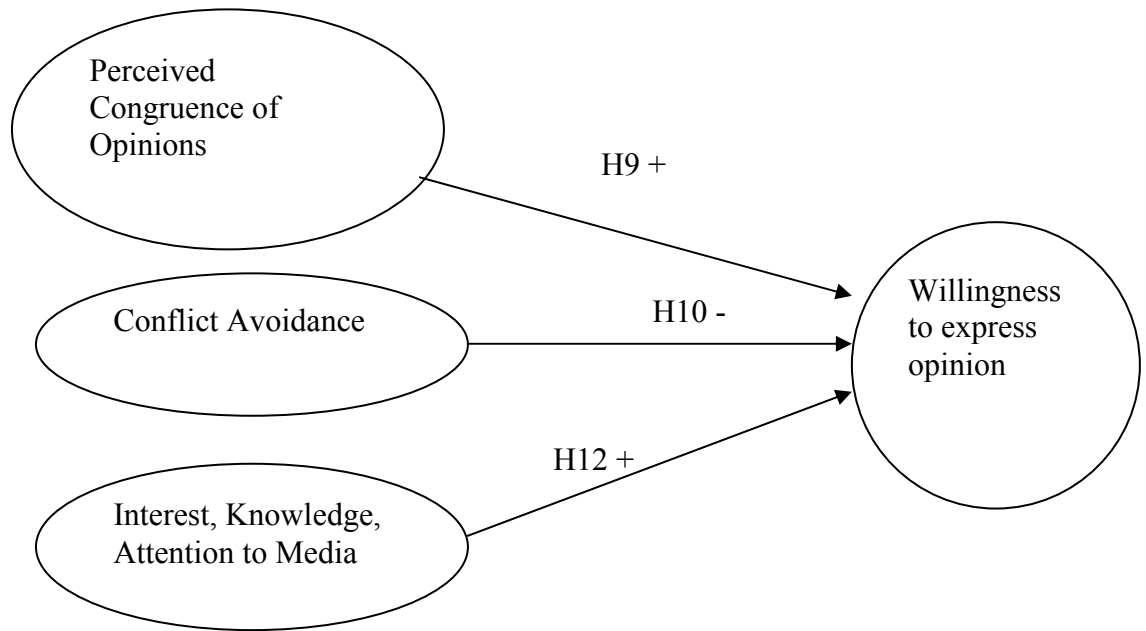 Perceived
Congruence of
Opinions
H9 +
Conflict Avoidance
H10 -
Willingness
to express
opinion
H12 +
Interest, Knowledge,
Attention to Media